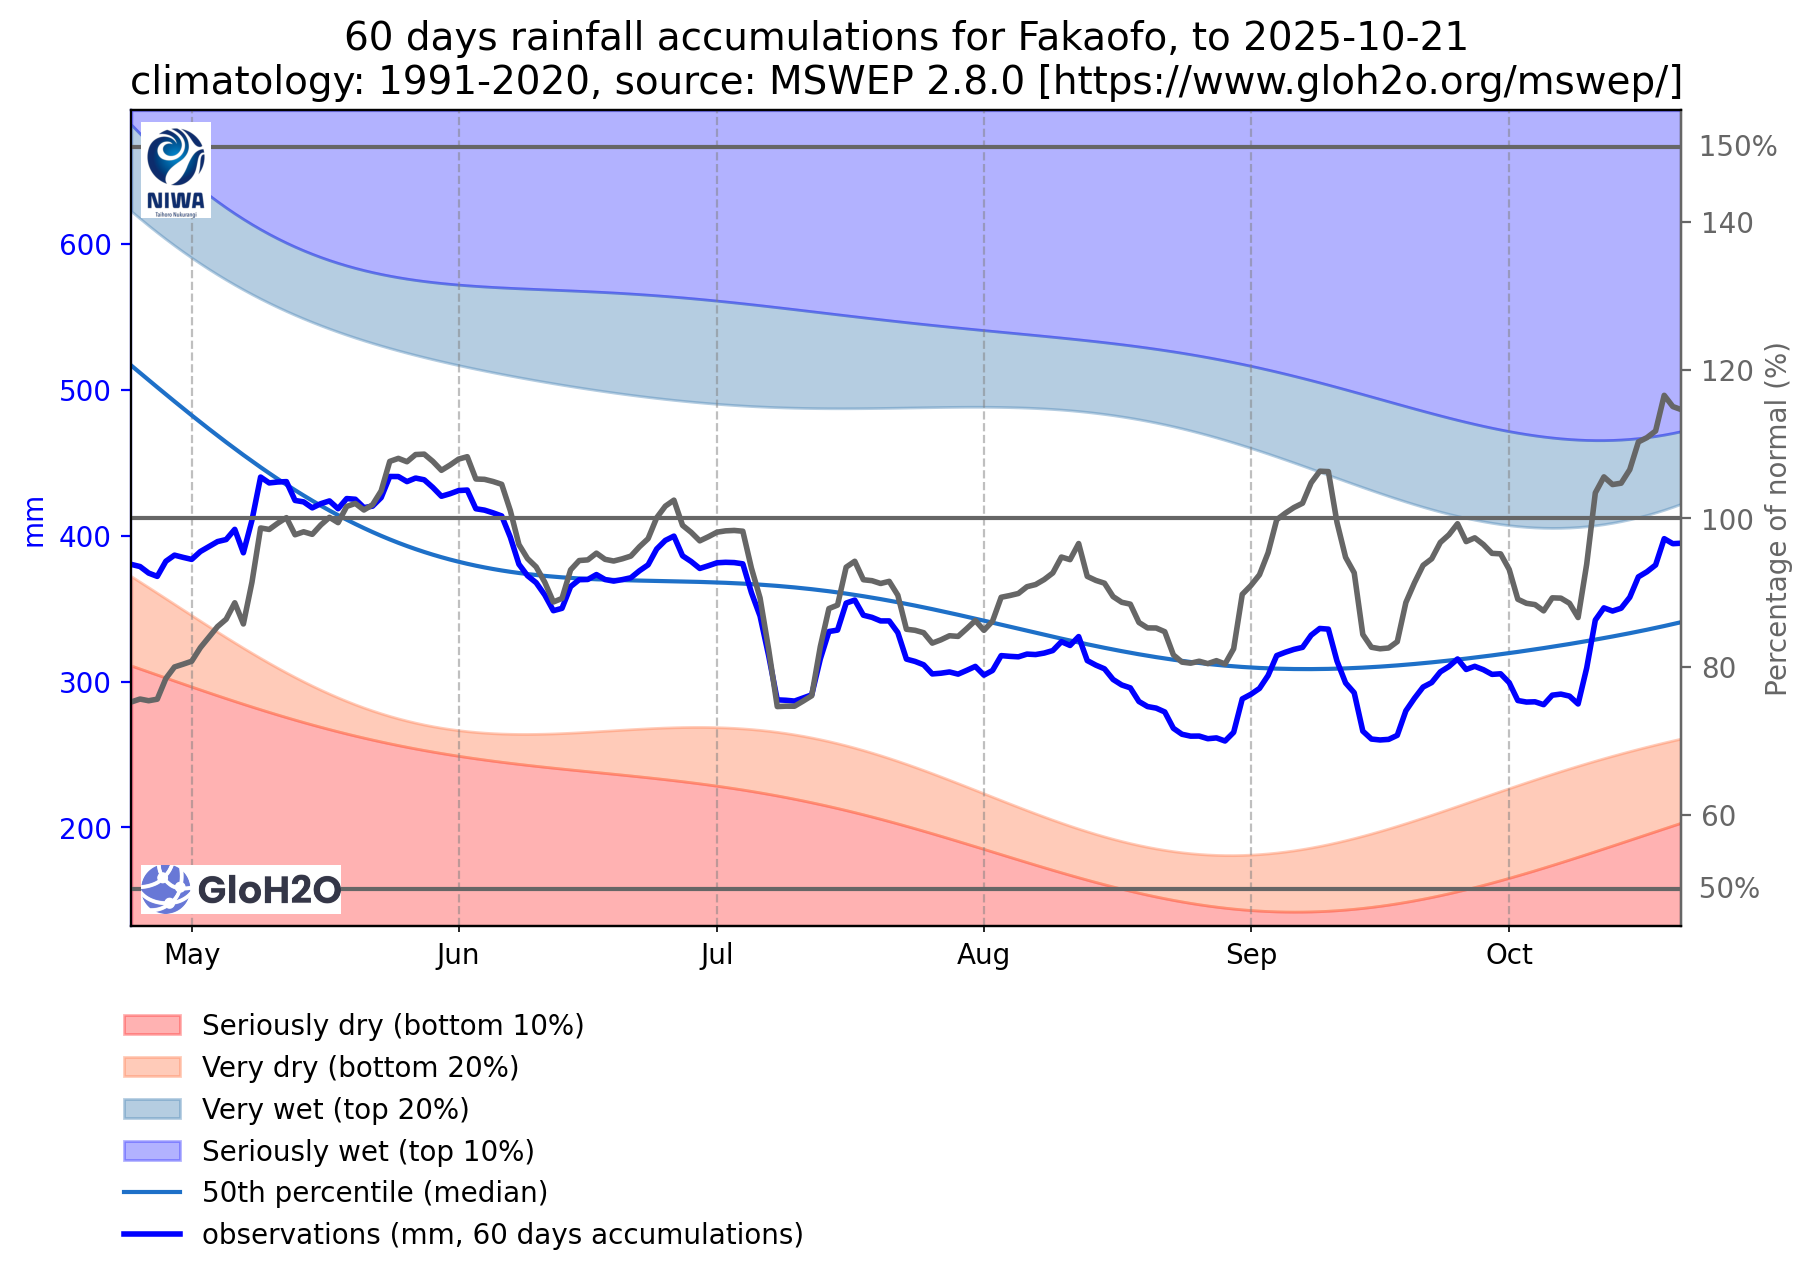 60 days rainfall accumulations for Fakaofo, to 2025-10-21
climatology: 1991-2020, source: MSWEP 2.8.0 [https://www.gloh2o.org/mswep/]
NIWA
Taihoro Nukurangi
600
500
400
300
200
mm
150%
140
120
100
80
60
50%
Percentage of normal (%)
GloH2O
May Jun Jul Aug Sep Oct
Seriously dry (bottom 10%)
Very dry (bottom 20%)
Very wet (top 20%)
Seriously wet (top 10%)
50th percentile (median)
observations (mm, 60 days accumulations)